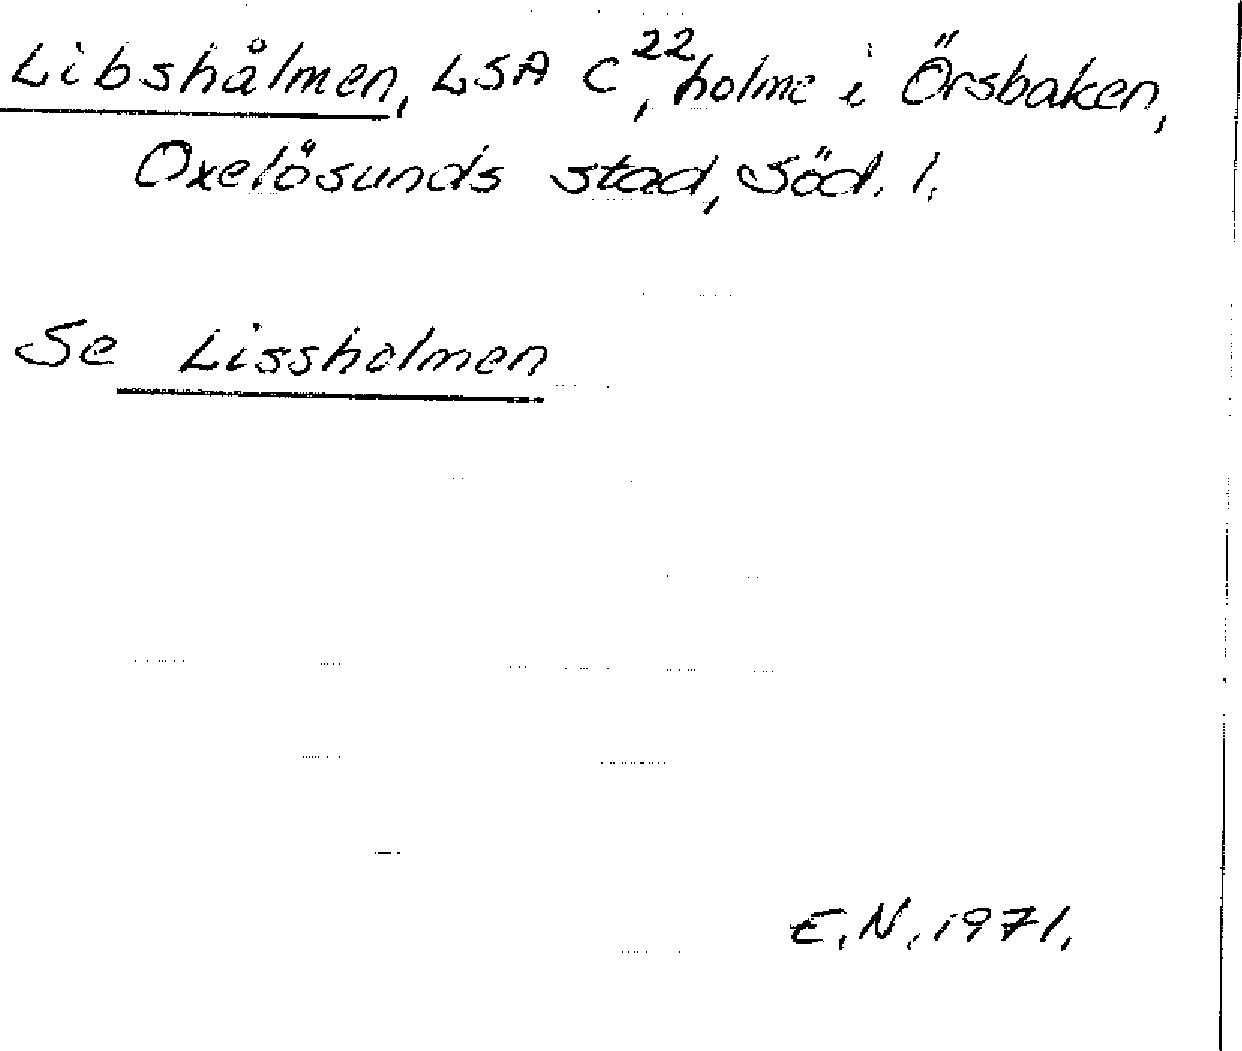 Libshålmen, LSA C²², holme i Örsbaken,
Oxelösunds stad, Söd. l.
Se Lissholmen
E.N. 1971.